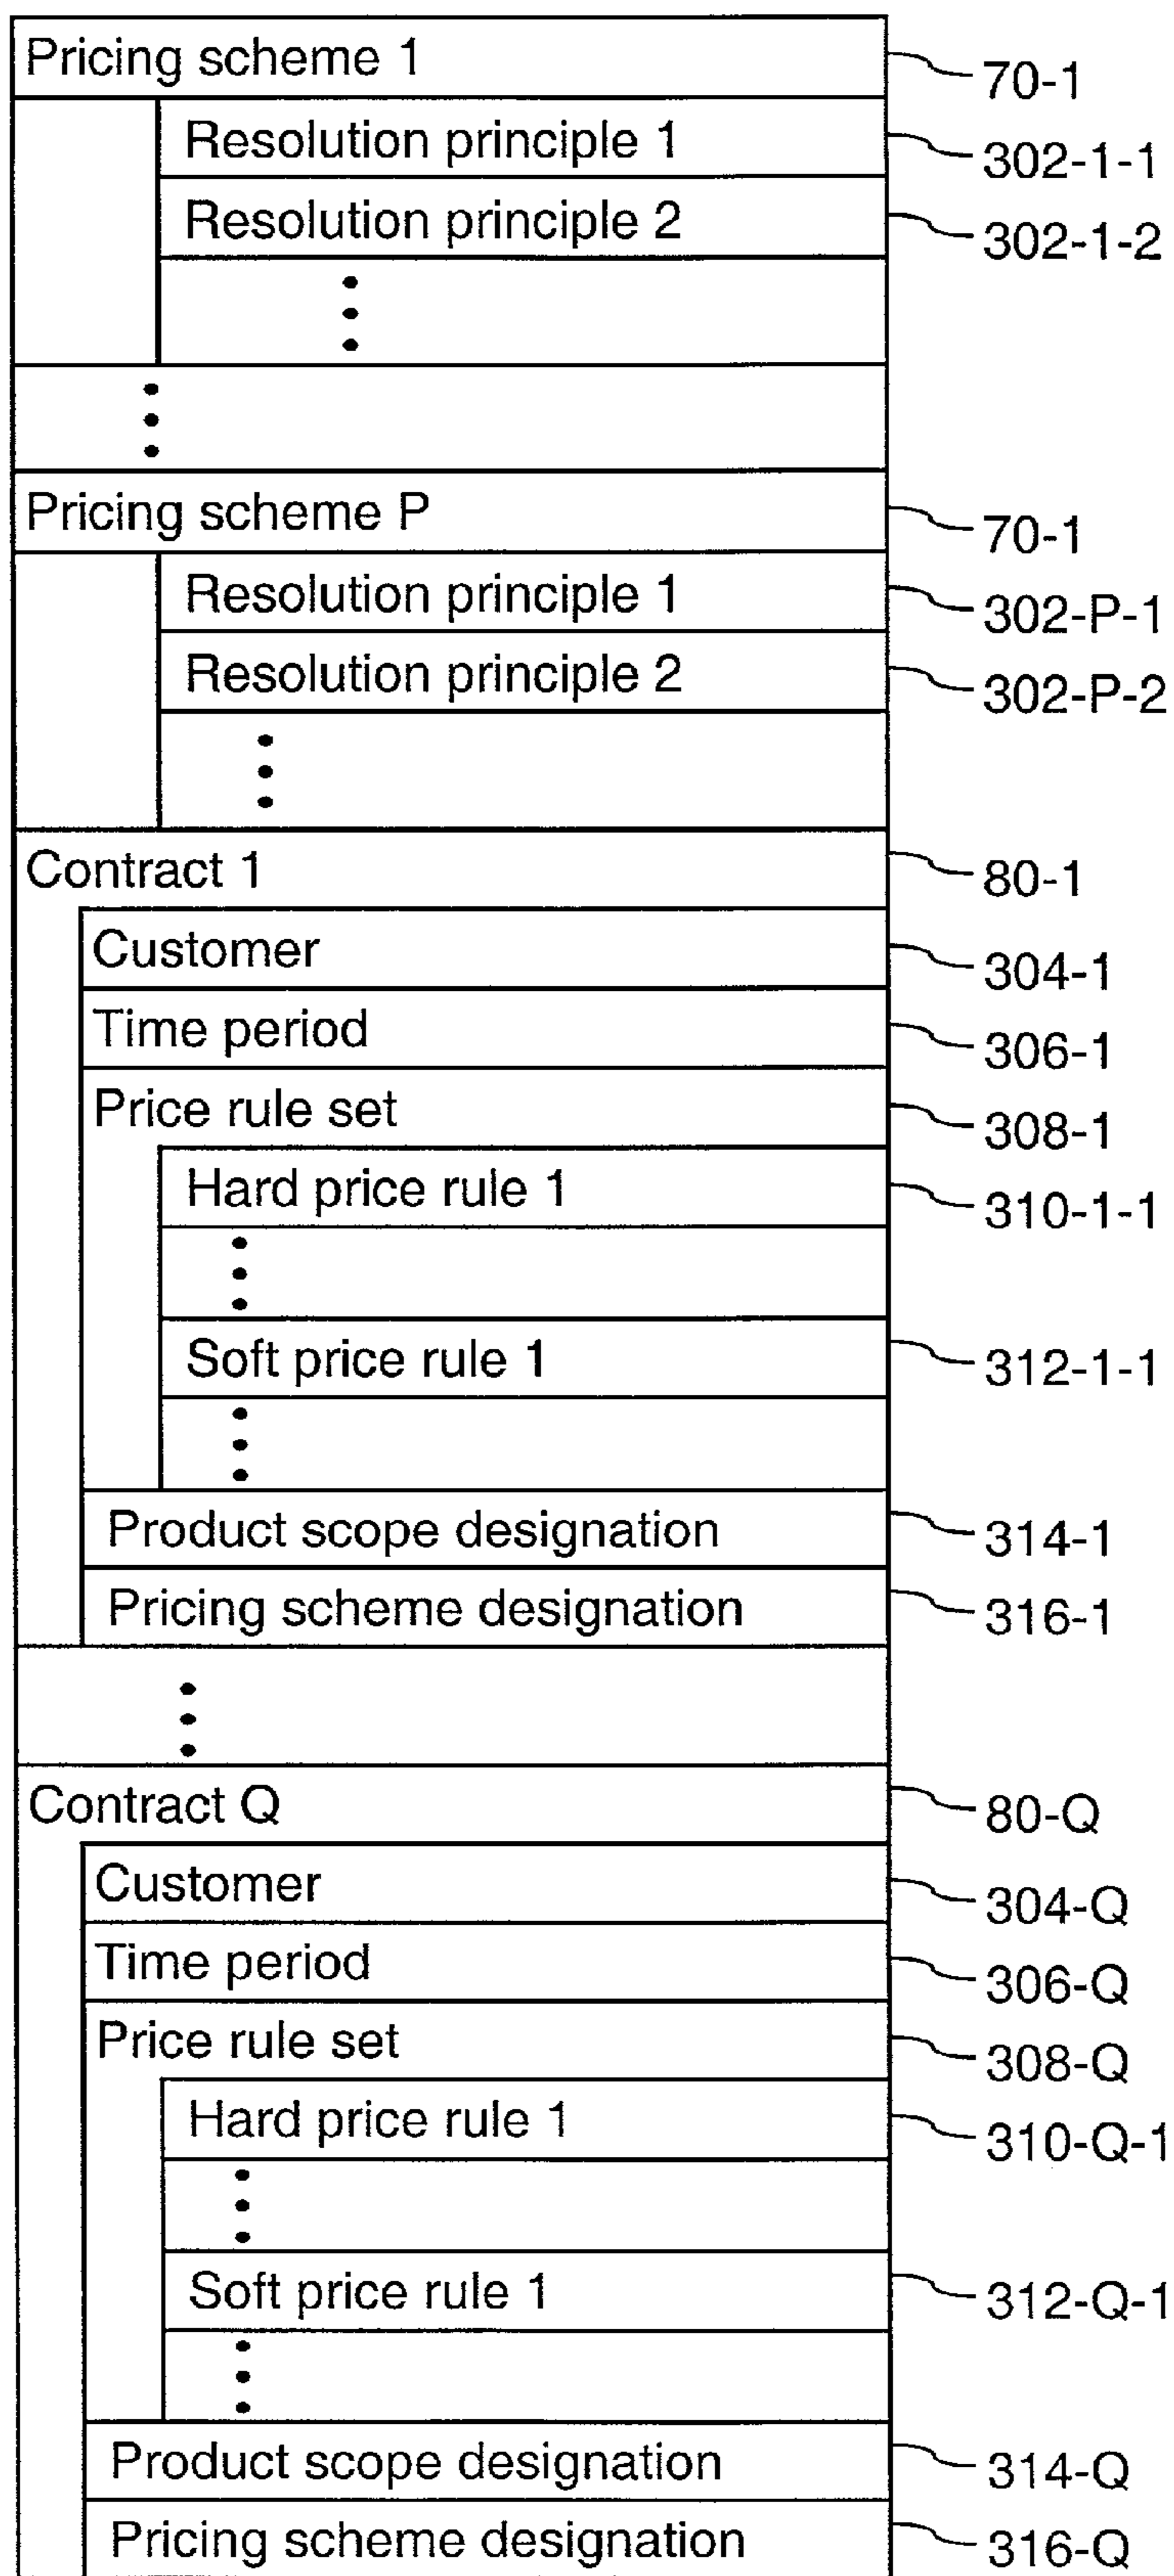 Pricing scheme 1 70-1
Resolution principle 1 302-1-1
Resolution principle 2 302-1-2
Pricing scheme P 70-1
Resolution principle 1 302-P-1
Resolution principle 2 302-P-2
Contract 1 80-1
Customer 304-1
Time period 306-1
Price rule set 308-1
Hard price rule 1 310-1-1
Soft price rule 1 312-1-1
Product scope designation 314-1
Pricing scheme designation 316-1
Contract Q 80-Q
Customer 304-Q
Time period 306-Q
Price rule set 308-Q
Hard price rule 1 310-Q-1
Soft price rule 1 312-Q-1
Product scope designation 314-Q
Pricing scheme designation 316-Q